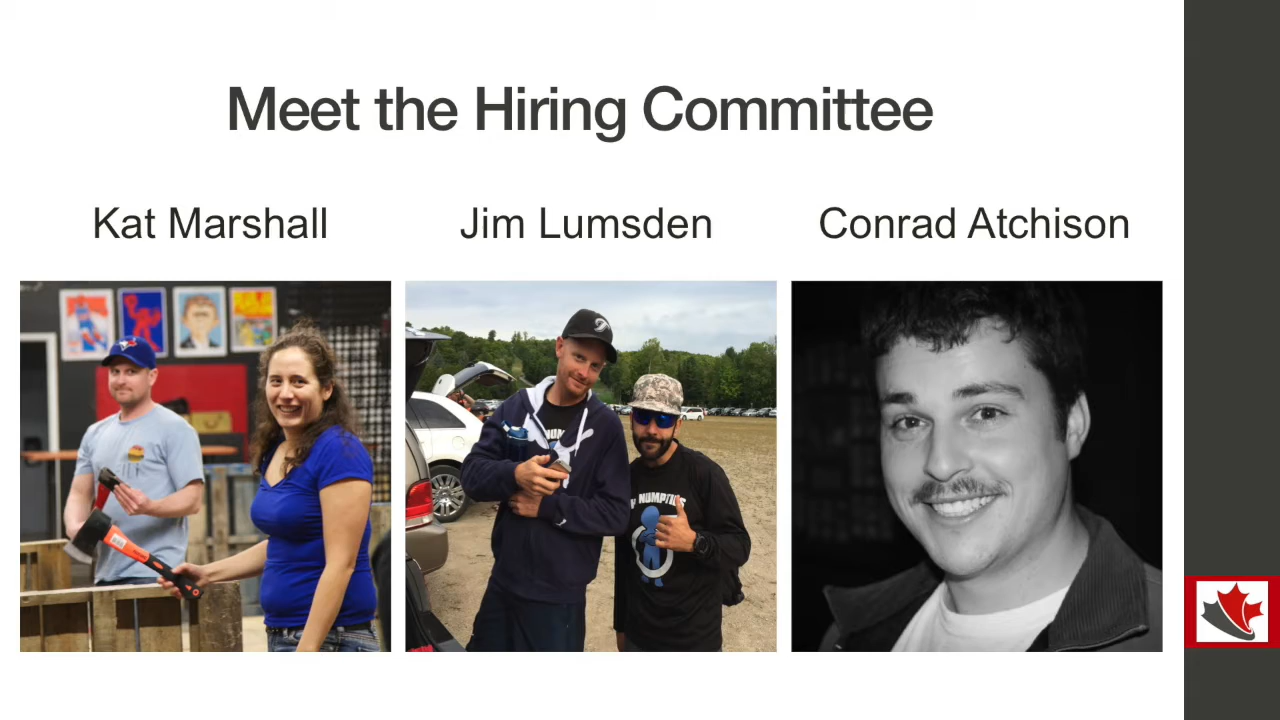 Meet the Hiring Committee
Kat Marshall
Jim Lumsden
Conrad Atchison